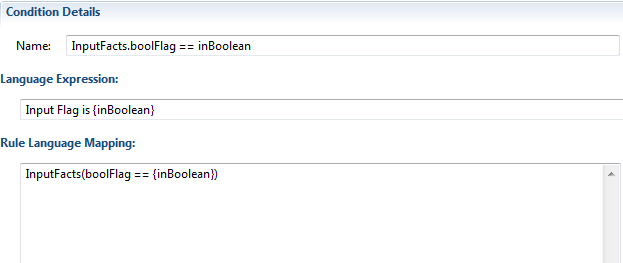 Condition Details
Name: InputFacts.boolFlag == inBoolean
Language Expression:
Input Flag is {inBoolean}
Rule Language Mapping:
InputFacts(boolFlag == {inBoolean})